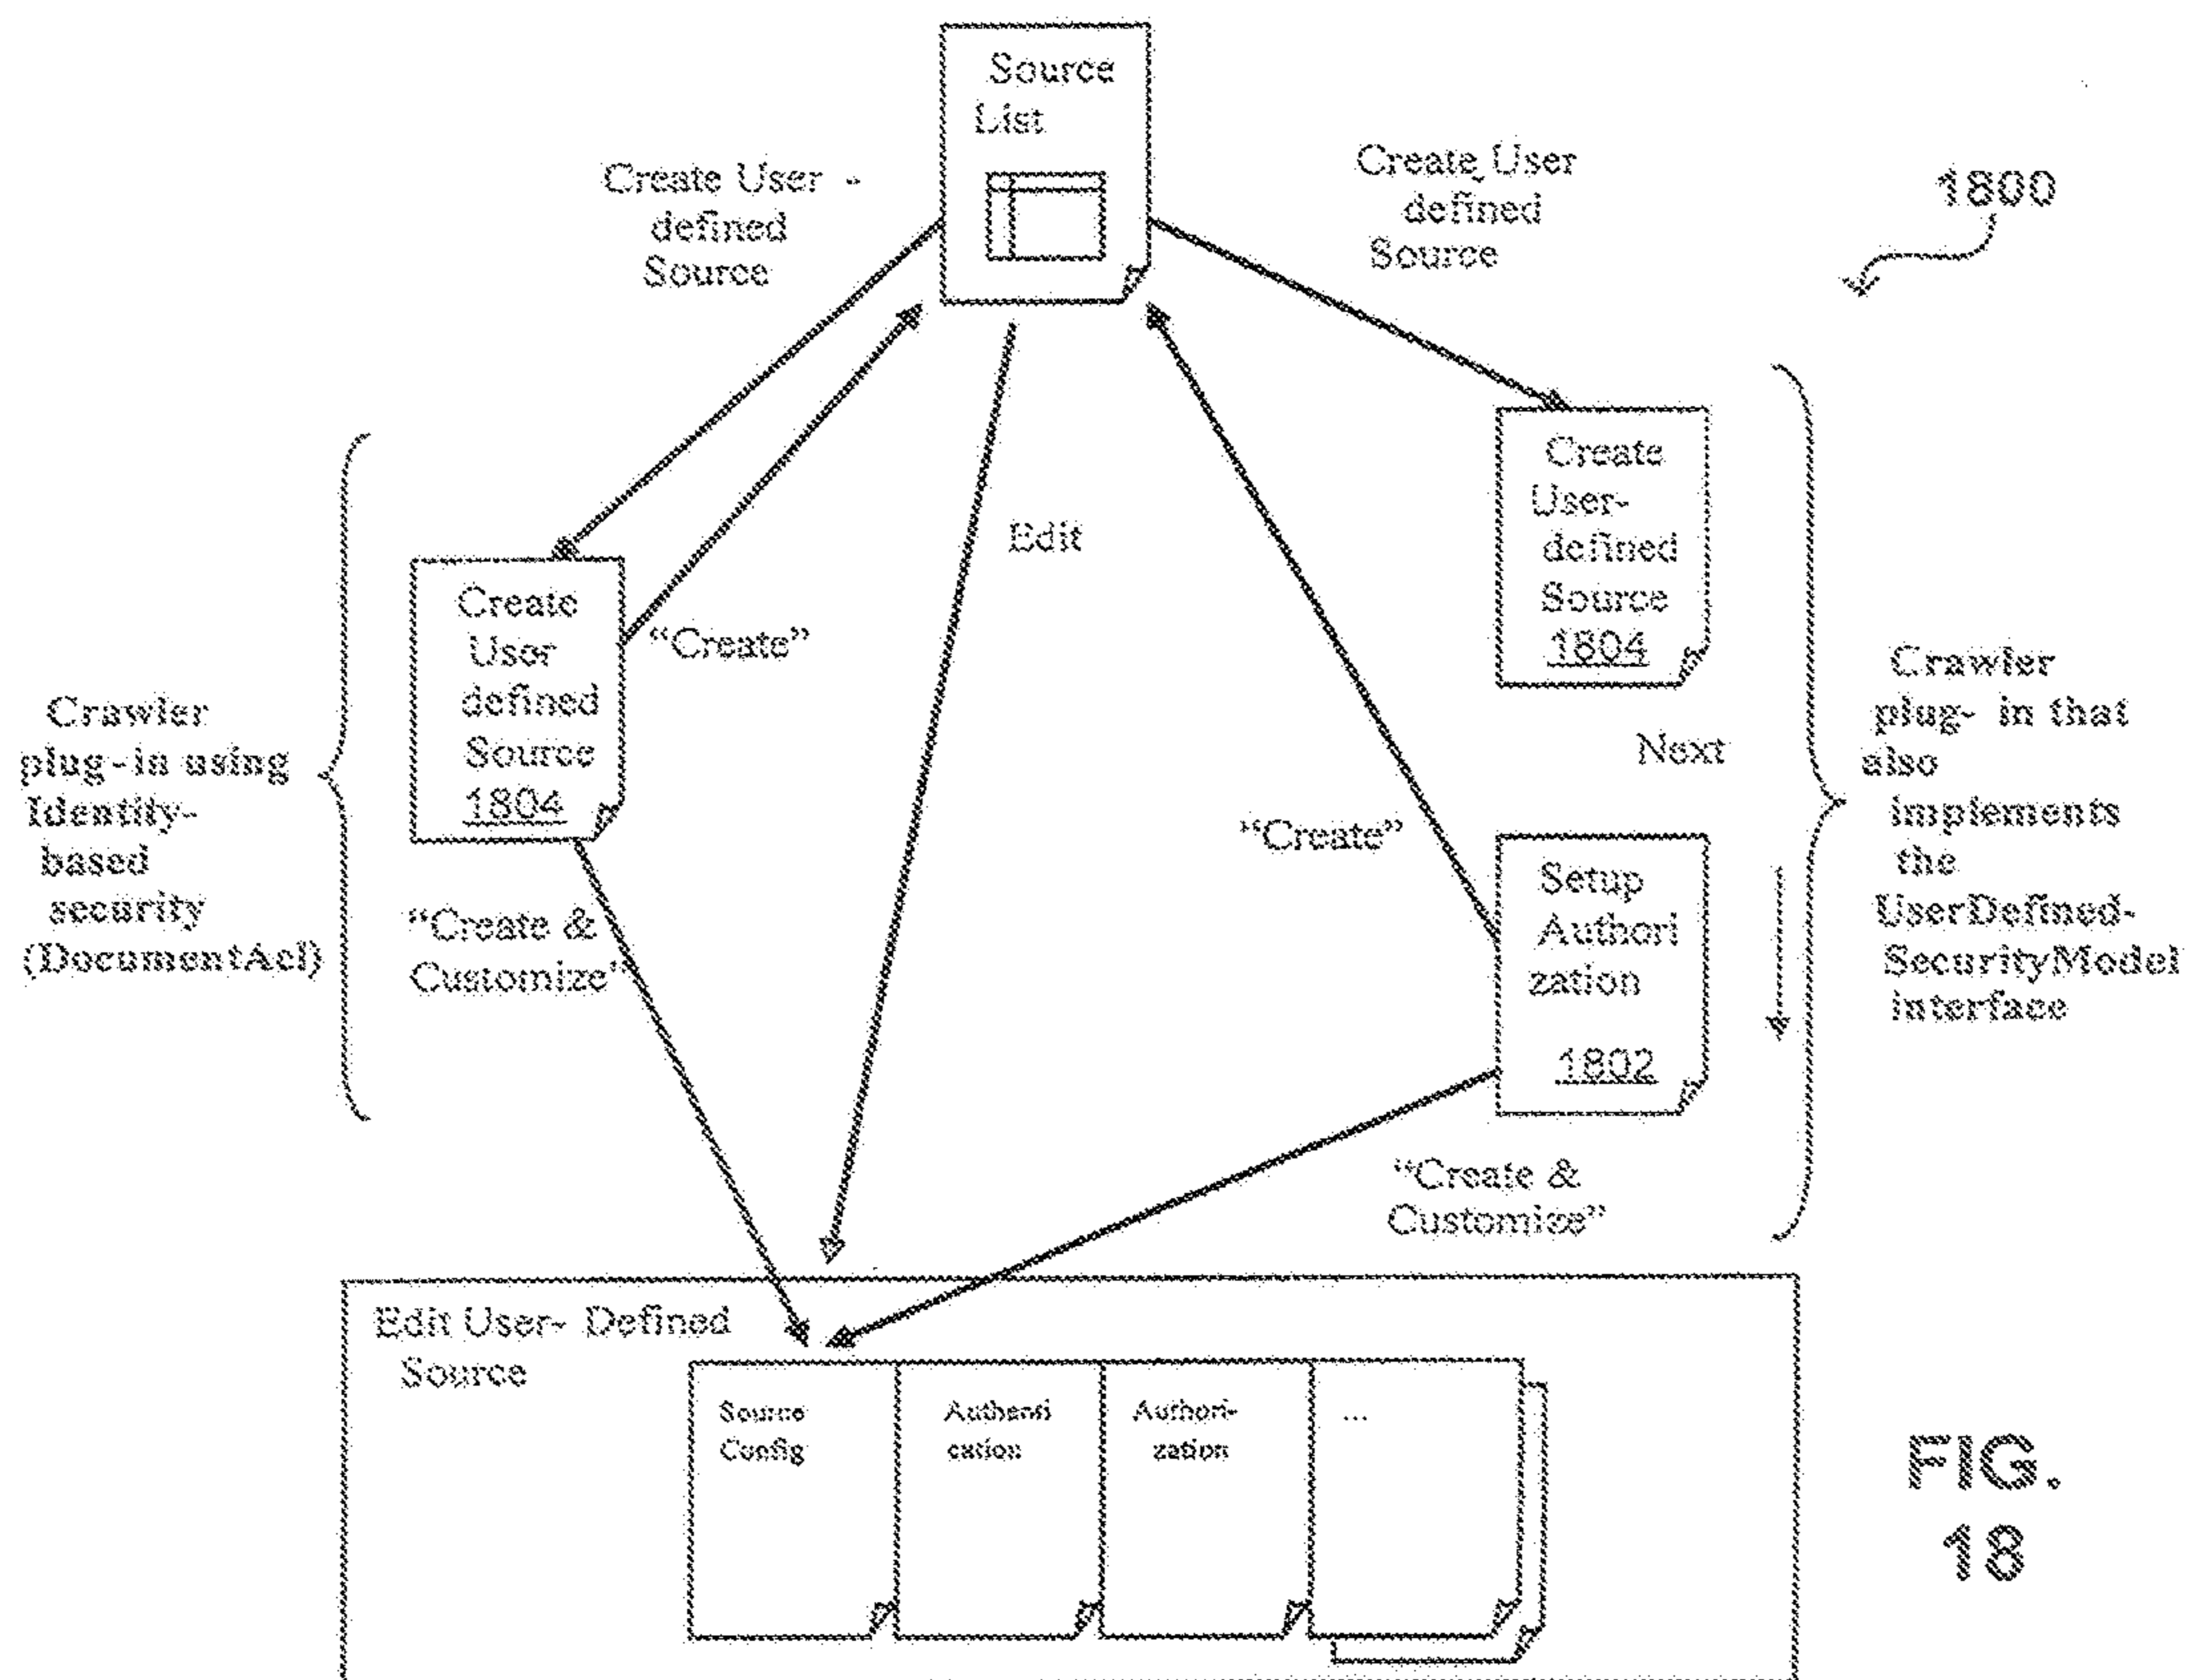 Source
List
Create User -
defined
Source
Create User
defined
Source
1800
Edit
Create
User
defined
Source
1804
"Create"
Create
User-
defined
Source
1804
Next
Crawler
plug-in using
Identity-
based
security
(DocumentAcl)
Crawler
plug- in that
also
implements
the
UserDefined-
SecurityModel
interface
"Create"
Setup
Authori
zation
1802
"Create &
Customize"
"Create &
Customize"
Edit User- Defined
Source
Source
Config
Authenti
cation
Authori-
zation
...
FIG.
18